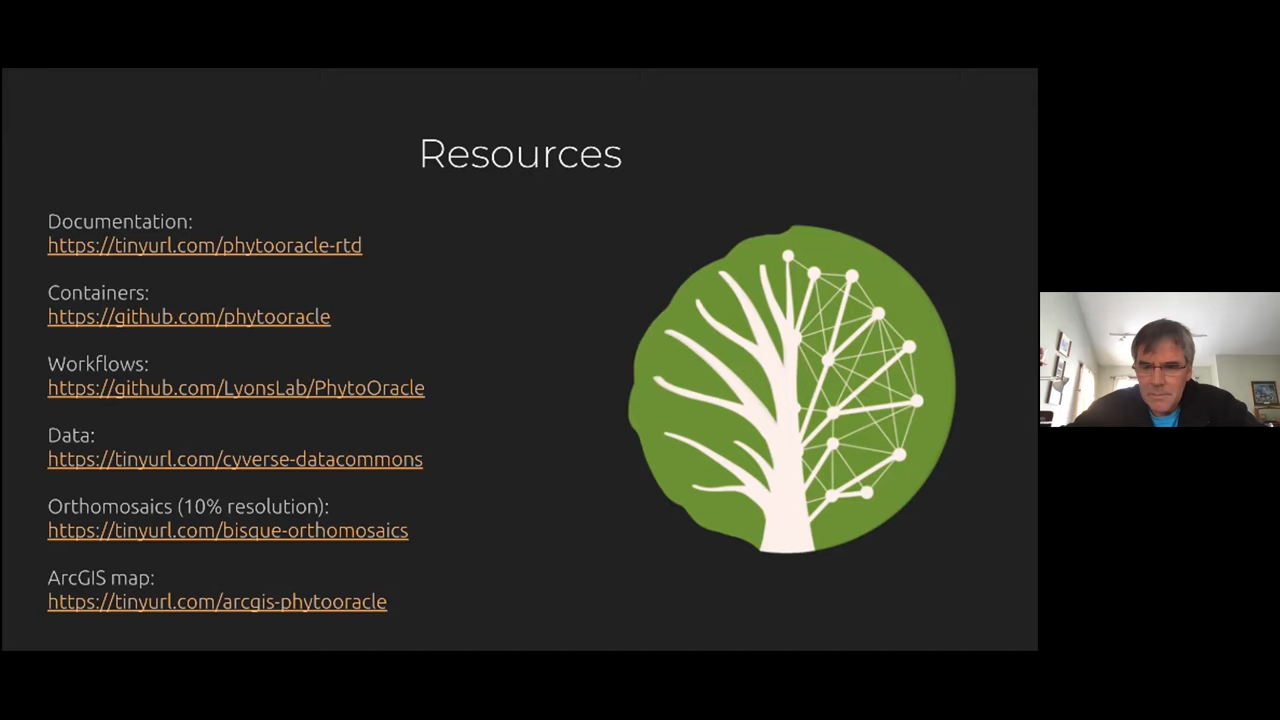 Resources
Documentation:
https://tinyurl.com/phytooracle-rtd
Containers:
https://github.com/phytooracle
Workflows:
https://github.com/LyonsLab/PhytoOracle
Data:
https://tinyurl.com/cyverse-datacommons
Orthomosaics (10% resolution):
https://tinyurl.com/bisque-orthomosaics
ArcGIS map:
https://tinyurl.com/arcgis-phytooracle